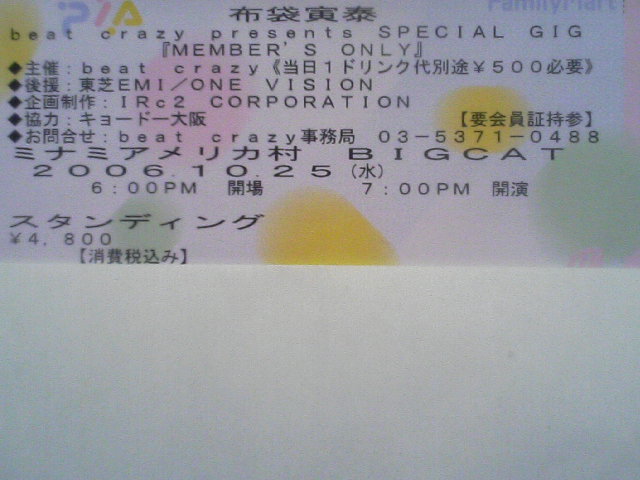 PIA FamilyMart
布袋寅泰
beat crazy presents SPECIAL GIG
『MEMBER'S ONLY』
◆主催:beat crazy《当日1ドリンク代別途¥500必要》
◆後援:東芝EMI/ONE VISION
◆企画制作:IRc2 CORPORATION
◆協力:キョードー大阪 【要会員証持参】
◆お問合せ:beat crazy事務局 03-5371-0488
ミナミアメリカ村 BIGCAT
2006.10.25(水)
6:00PM 開場 7:00PM 開演
スタンディング
¥4,800
【消費税込み】